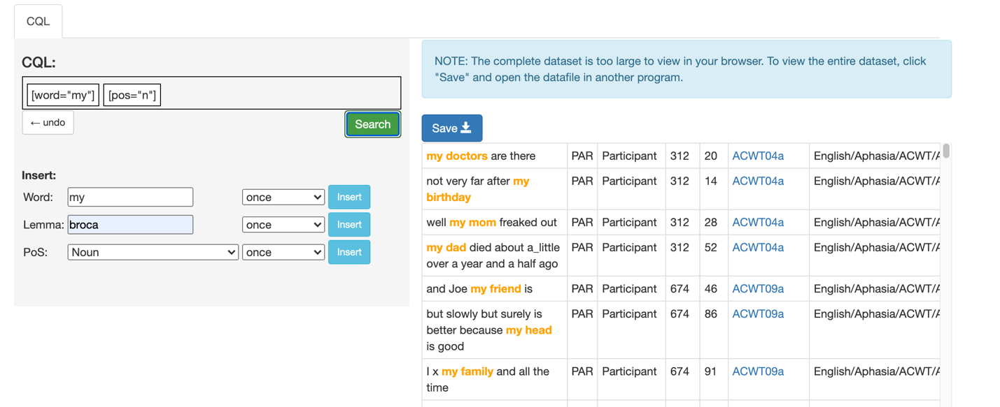 CQL
CQL:
[word="my"] [pos="n"]
← undo
Search
Insert:
Word: my once Insert
Lemma: broca once Insert
PoS: Noun once Insert
NOTE: The complete dataset is too large to view in your browser. To view the entire dataset, click
"Save" and open the datafile in another program.
Save
my doctors are there PAR Participant 312 20 ACWT04a English/Aphasia/ACWT/A
not very far after my PAR Participant 312 14 ACWT04a English/Aphasia/ACWT/A
birthday
well my mom freaked out PAR Participant 312 28 ACWT04a English/Aphasia/ACWT/A
my dad died about a_little PAR Participant 312 52 ACWT04a English/Aphasia/ACWT/A
over a year and a half ago
and Joe my friend is PAR Participant 674 46 ACWT09a English/Aphasia/ACWT/A
but slowly but surely is PAR Participant 674 86 ACWT09a English/Aphasia/ACWT/A
better because my head
is good
I x my family and all the PAR Participant 674 91 ACWT09a English/Aphasia/ACWT/A
time